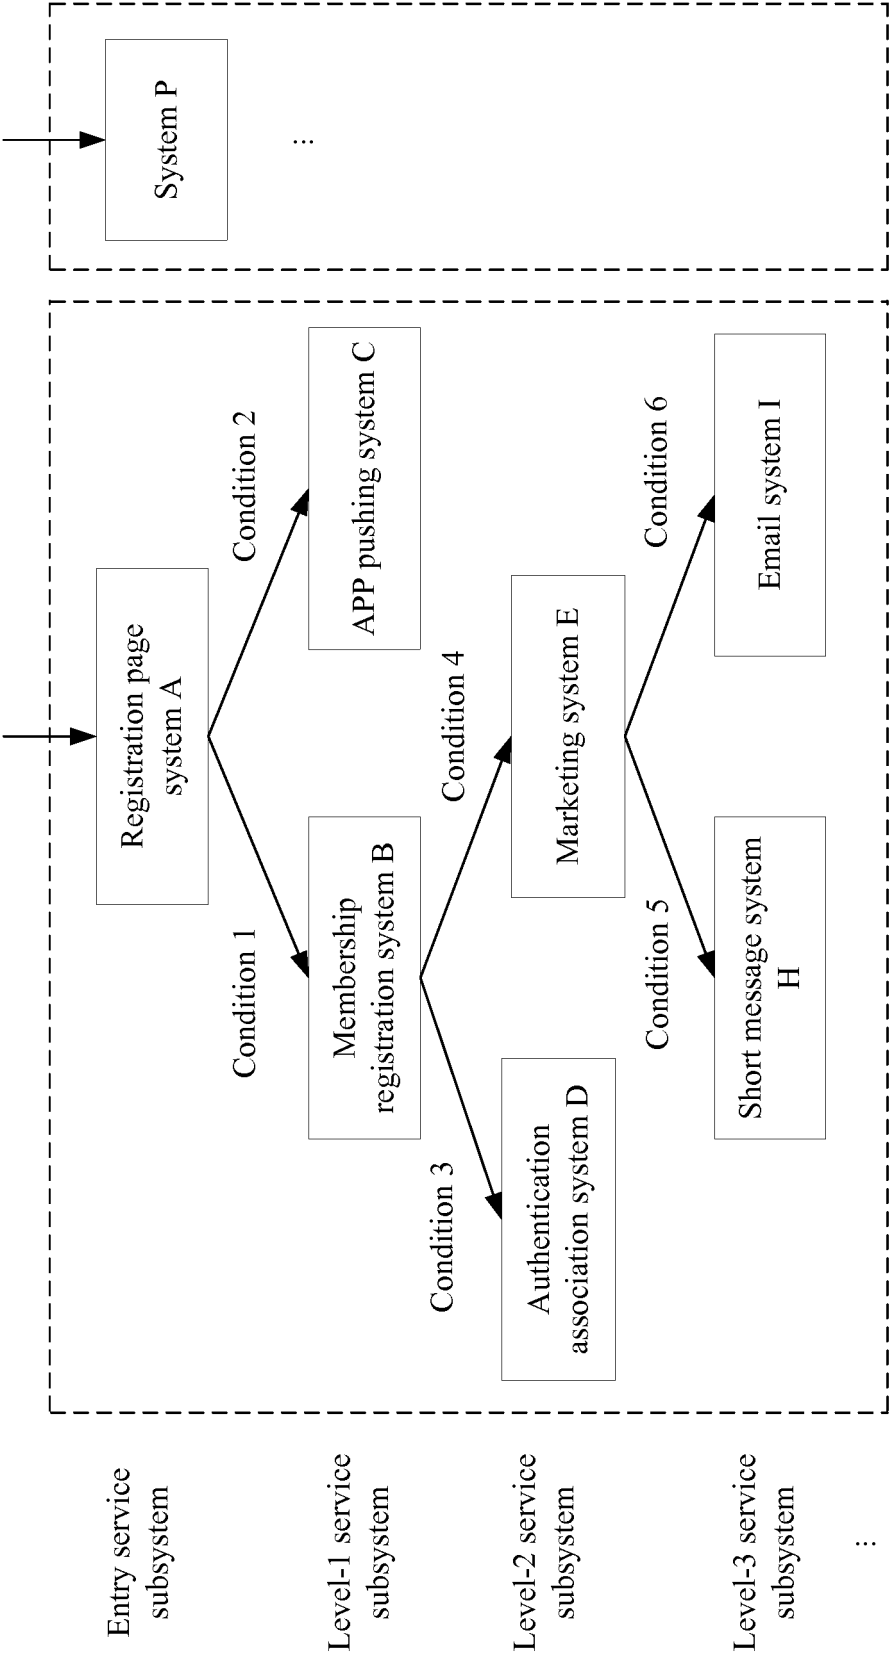 Entry service
subsystem
Registration page
system A
System P
Condition 1
Condition 2
Level-1 service
subsystem
Membership
registration system B
APP pushing system C
...
Condition 3
Condition 4
Level-2 service
subsystem
Authentication
association system D
Marketing system E
Condition 5
Condition 6
Level-3 service
subsystem
Short message system
H
Email system I
...